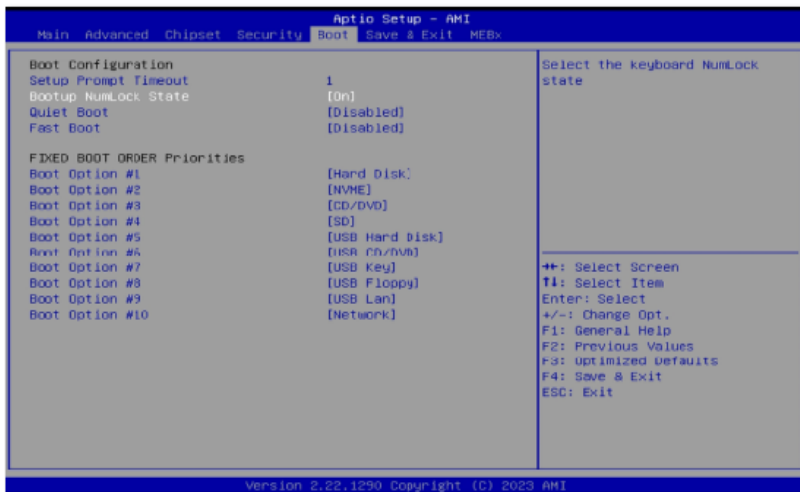 Aptio Setup - AMI
Main Advanced Chipset Security Boot Save & Exit MEBx
Boot Configuration
Setup Prompt Timeout 1
Bootup NumLock State [On]
Quiet Boot [Disabled]
Fast Boot [Disabled]
FIXED BOOT ORDER Priorities
Boot Option #1 [Hard Disk]
Boot Option #2 [NVME]
Boot Option #3 [CD/DVD]
Boot Option #4 [SD]
Boot Option #5 [USB Hard Disk]
Boot Option #6 [USB CD/DVD]
Boot Option #7 [USB Key]
Boot Option #8 [USB Floppy]
Boot Option #9 [USB Lan]
Boot Option #10 [Network]
Select the keyboard NumLock
state
→←: Select Screen
↑↓: Select Item
Enter: Select
+/-: Change Opt.
F1: General Help
F2: Previous Values
F3: Optimized Defaults
F4: Save & Exit
ESC: Exit
Version 2.22.1290 Copyright (C) 2023 AMI